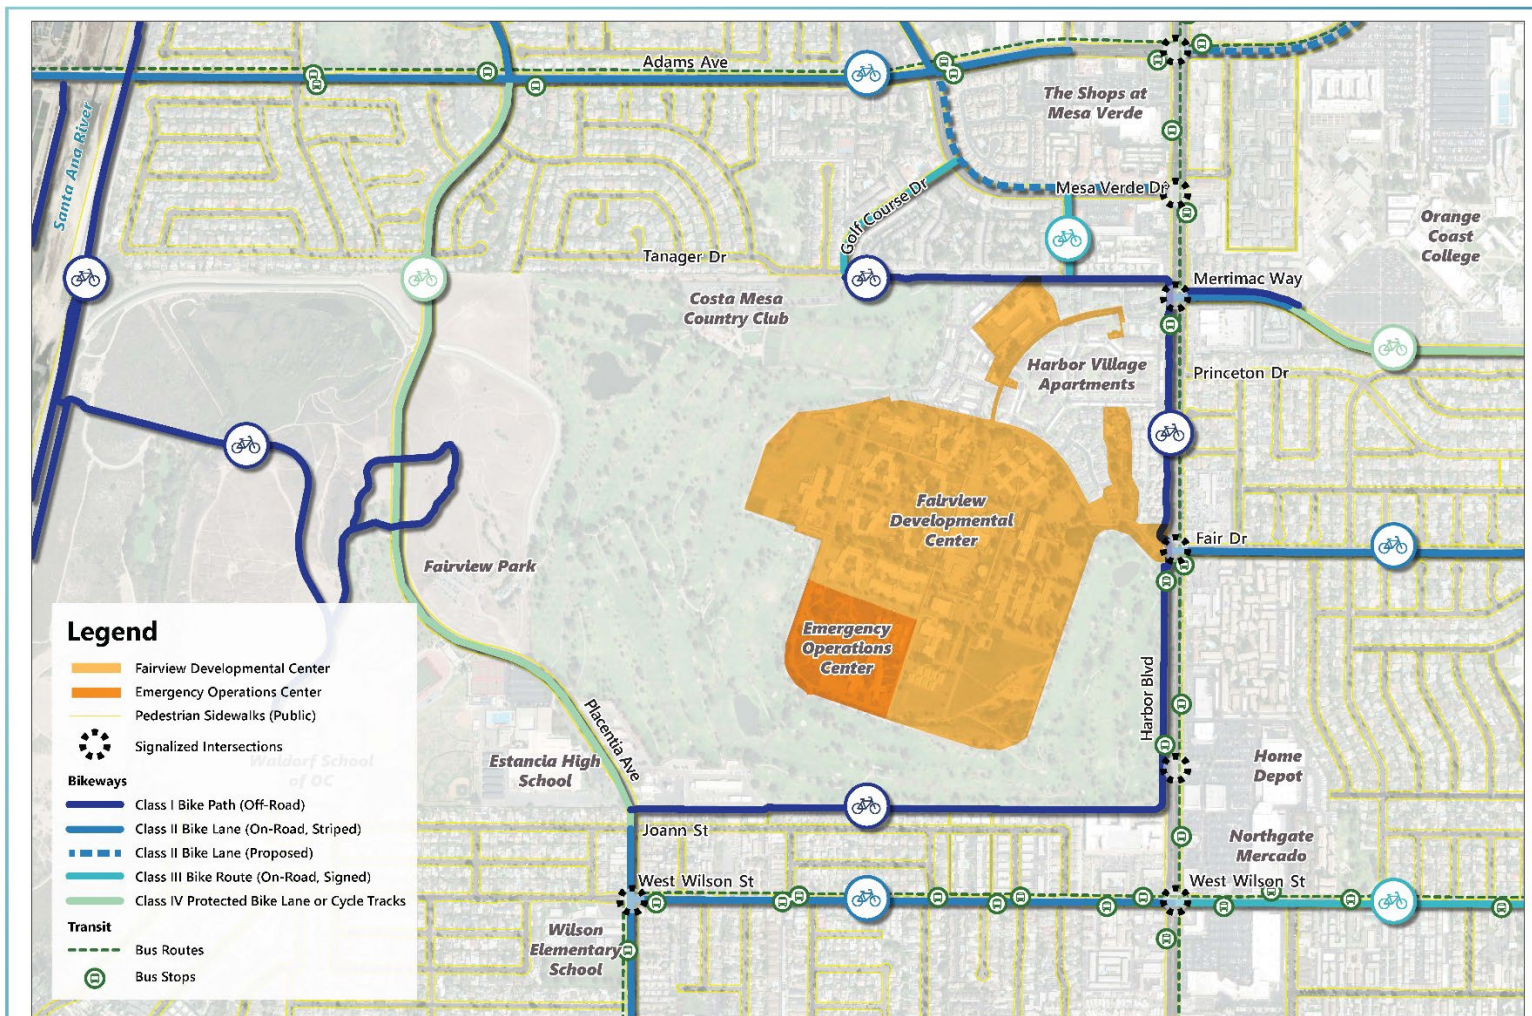 Adams Ave
The Shops at
Mesa Verde
Santa Ana River
Mesa Verde Dr
Golf Course Dr
Orange
Coast
College
Tanager Dr
Merrimac Way
Costa Mesa
Country Club
Harbor Village
Apartments
Princeton Dr
Fairview
Developmental
Center
Fair Dr
Fairview Park
Emergency
Operations
Center
Harbor Blvd
Placentia Ave
Estancia High
School
Home
Depot
Joann St
Northgate
Mercado
West Wilson St
West Wilson St
Wilson
Elementary
School
Waldorf School
of OC
Legend
Fairview Developmental Center
Emergency Operations Center
Pedestrian Sidewalks (Public)
Signalized Intersections
Bikeways
Class I Bike Path (Off-Road)
Class II Bike Lane (On-Road, Striped)
Class II Bike Lane (Proposed)
Class III Bike Route (On-Road, Signed)
Class IV Protected Bike Lane or Cycle Tracks
Transit
Bus Routes
Bus Stops